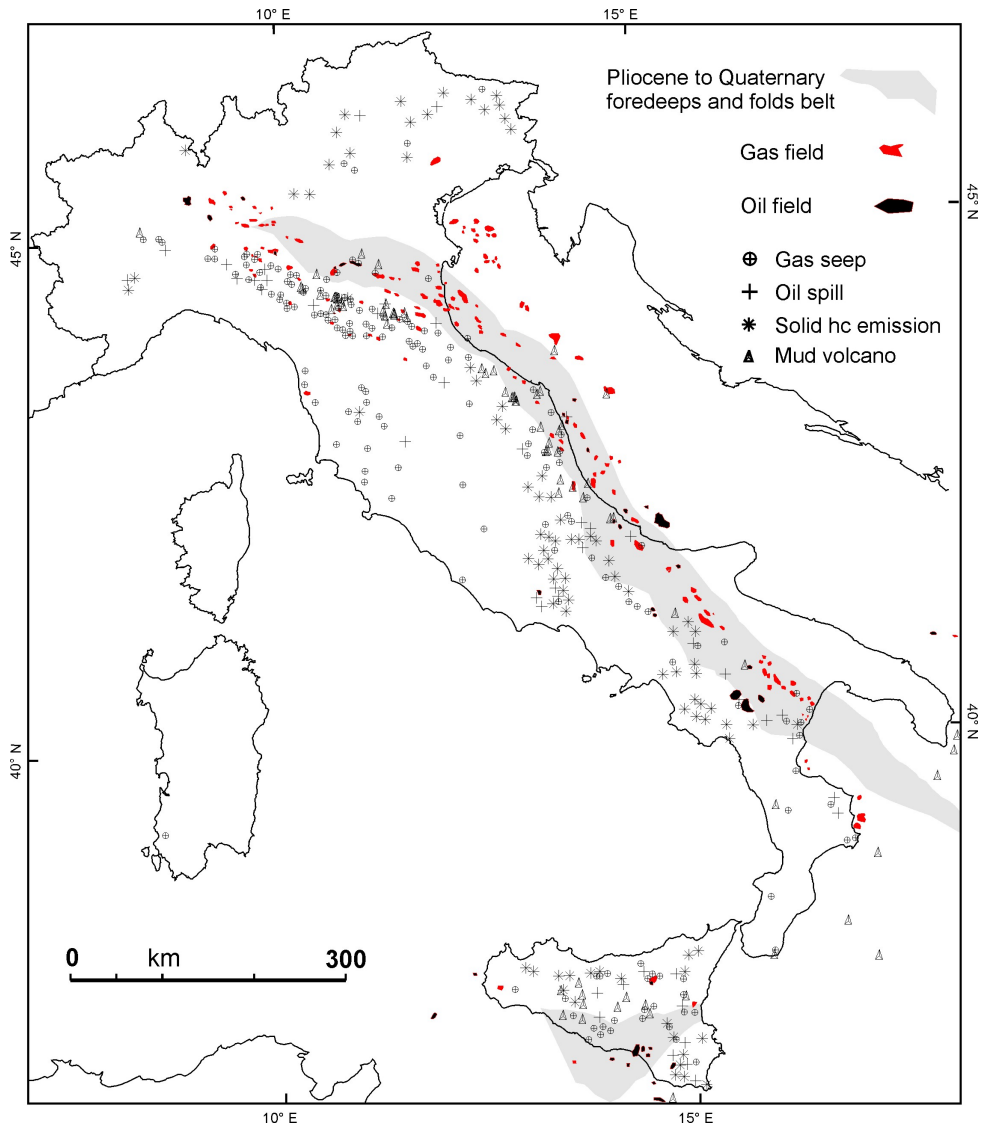 10° E
15° E
Pliocene to Quaternary
foredeeps and folds belt
Gas field
Oil field
45° N
45° N
Gas seep
Oil spill
Solid hc emission
Mud volcano
40° N
40° N
0 km 300
10° E
15° E